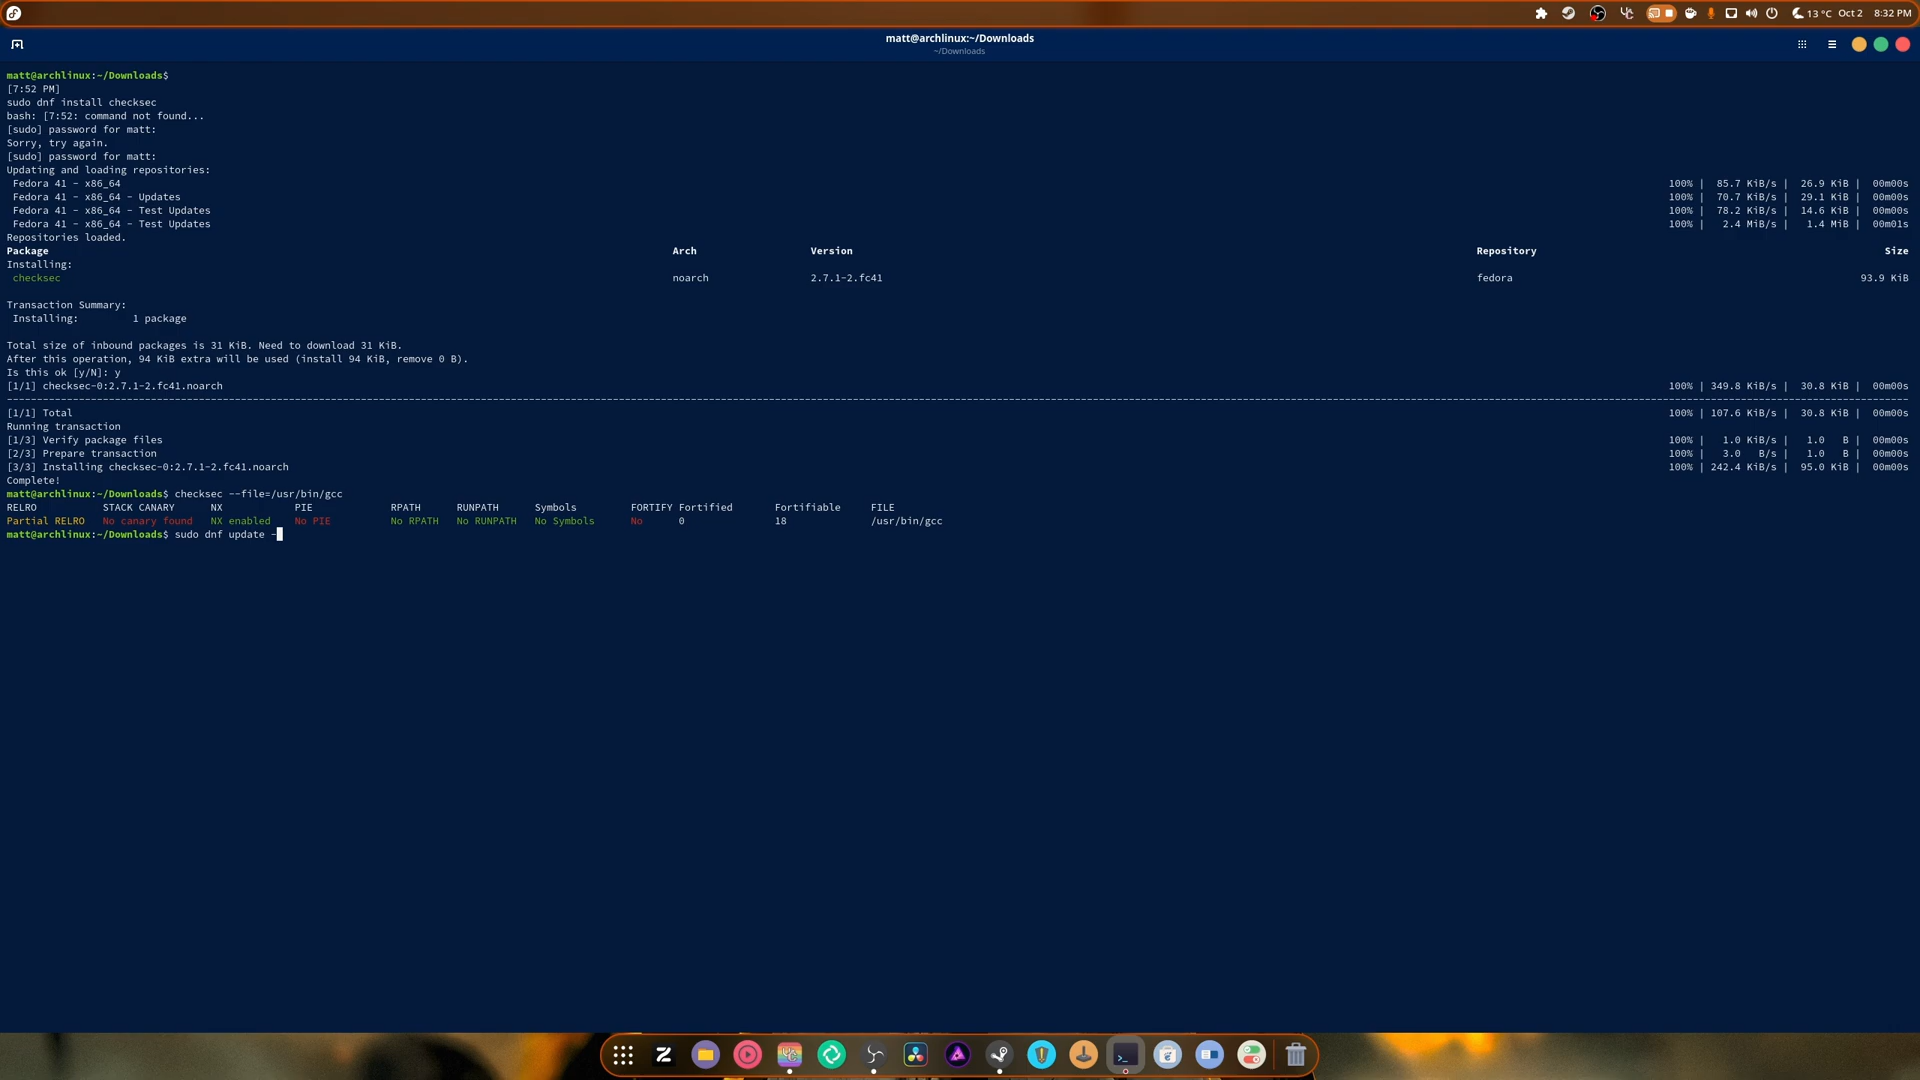 13 °C Oct 2 8:32 PM
matt@archlinux:~/Downloads
~/Downloads
matt@archlinux:~/Downloads$
[7:52 PM]
sudo dnf install checksec
bash: [7:52: command not found...
[sudo] password for matt:
Sorry, try again.
[sudo] password for matt:
Updating and loading repositories:
Fedora 41 - x86_64 100% | 85.7 KiB/s | 26.9 KiB | 00m00s
Fedora 41 - x86_64 - Updates 100% | 70.7 KiB/s | 29.1 KiB | 00m00s
Fedora 41 - x86_64 - Test Updates 100% | 78.2 KiB/s | 14.6 KiB | 00m00s
Fedora 41 - x86_64 - Test Updates 100% | 2.4 MiB/s | 1.4 MiB | 00m01s
Repositories loaded.
Package Arch Version Repository Size
Installing:
checksec noarch 2.7.1-2.fc41 fedora 93.9 KiB
Transaction Summary:
Installing: 1 package
Total size of inbound packages is 31 KiB. Need to download 31 KiB.
After this operation, 94 KiB extra will be used (install 94 KiB, remove 0 B).
Is this ok [y/N]: y
[1/1] checksec-0:2.7.1-2.fc41.noarch 100% | 349.8 KiB/s | 30.8 KiB | 00m00s
[1/1] Total 100% | 107.6 KiB/s | 30.8 KiB | 00m00s
Running transaction
[1/3] Verify package files 100% | 1.0 KiB/s | 1.0 B | 00m00s
[2/3] Prepare transaction 100% | 3.0 B/s | 1.0 B | 00m00s
[3/3] Installing checksec-0:2.7.1-2.fc41.noarch 100% | 242.4 KiB/s | 95.0 KiB | 00m00s
Complete!
matt@archlinux:~/Downloads$ checksec --file=/usr/bin/gcc
RELRO STACK CANARY NX PIE RPATH RUNPATH Symbols FORTIFY Fortified Fortifiable FILE
Partial RELRO No canary found NX enabled No PIE No RPATH No RUNPATH No Symbols No 0 18 /usr/bin/gcc
matt@archlinux:~/Downloads$ sudo dnf update -